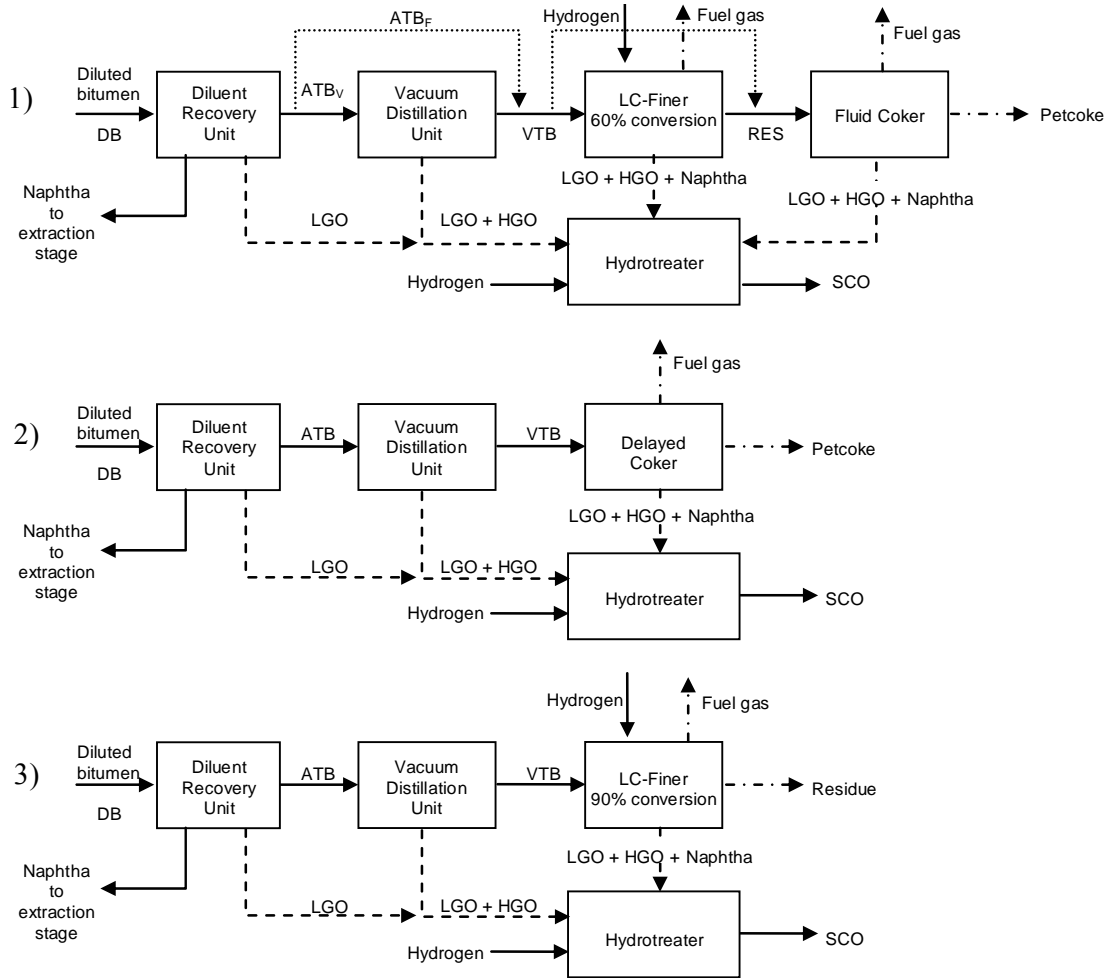 1)
Diluted
bitumen
DB
Diluent
Recovery
Unit
ATBF
ATBV
Vacuum
Distillation
Unit
VTB
Hydrogen
Fuel gas
LC-Finer
60% conversion
RES
Fuel gas
Fluid Coker
Petcoke
Naphtha
to
extraction
stage
LGO
LGO + HGO
LGO + HGO + Naphtha
LGO + HGO + Naphtha
Hydrogen
Hydrotreater
SCO
2)
Diluted
bitumen
DB
Diluent
Recovery
Unit
ATB
Vacuum
Distillation
Unit
VTB
Fuel gas
Delayed
Coker
Petcoke
Naphtha
to
extraction
stage
LGO
LGO + HGO
LGO + HGO + Naphtha
Hydrogen
Hydrotreater
SCO
3)
Diluted
bitumen
DB
Diluent
Recovery
Unit
ATB
Vacuum
Distillation
Unit
VTB
Hydrogen
Fuel gas
LC-Finer
90% conversion
Residue
Naphtha
to
extraction
stage
LGO
LGO + HGO
LGO + HGO + Naphtha
Hydrogen
Hydrotreater
SCO